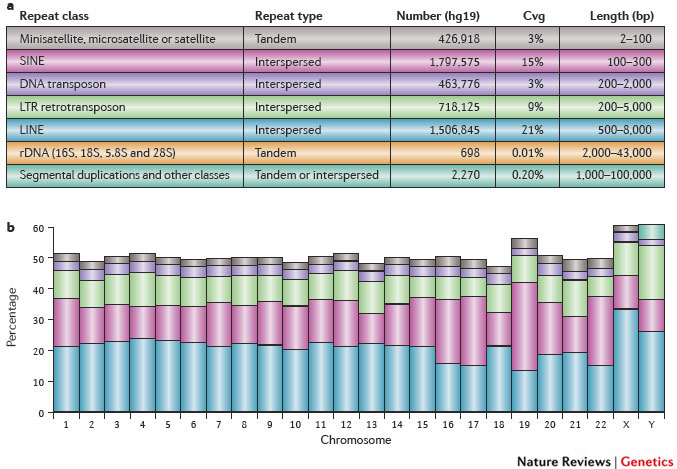 a
Repeat class Repeat type Number (hg19) Cvg Length (bp)
Minisatellite, microsatellite or satellite Tandem 426,918 3% 2–100
SINE Interspersed 1,797,575 15% 100–300
DNA transposon Interspersed 463,776 3% 200–2,000
LTR retrotransposon Interspersed 718,125 9% 200–5,000
LINE Interspersed 1,506,845 21% 500–8,000
rDNA (16S, 18S, 5.8S and 28S) Tandem 698 0.01% 2,000–43,000
Segmental duplications and other classes Tandem or interspersed 2,270 0.20% 1,000–100,000
b
Percentage
60
50
40
30
20
10
0
1 2 3 4 5 6 7 8 9 10 11 12 13 14 15 16 17 18 19 20 21 22 X Y
Chromosome
Nature Reviews | Genetics